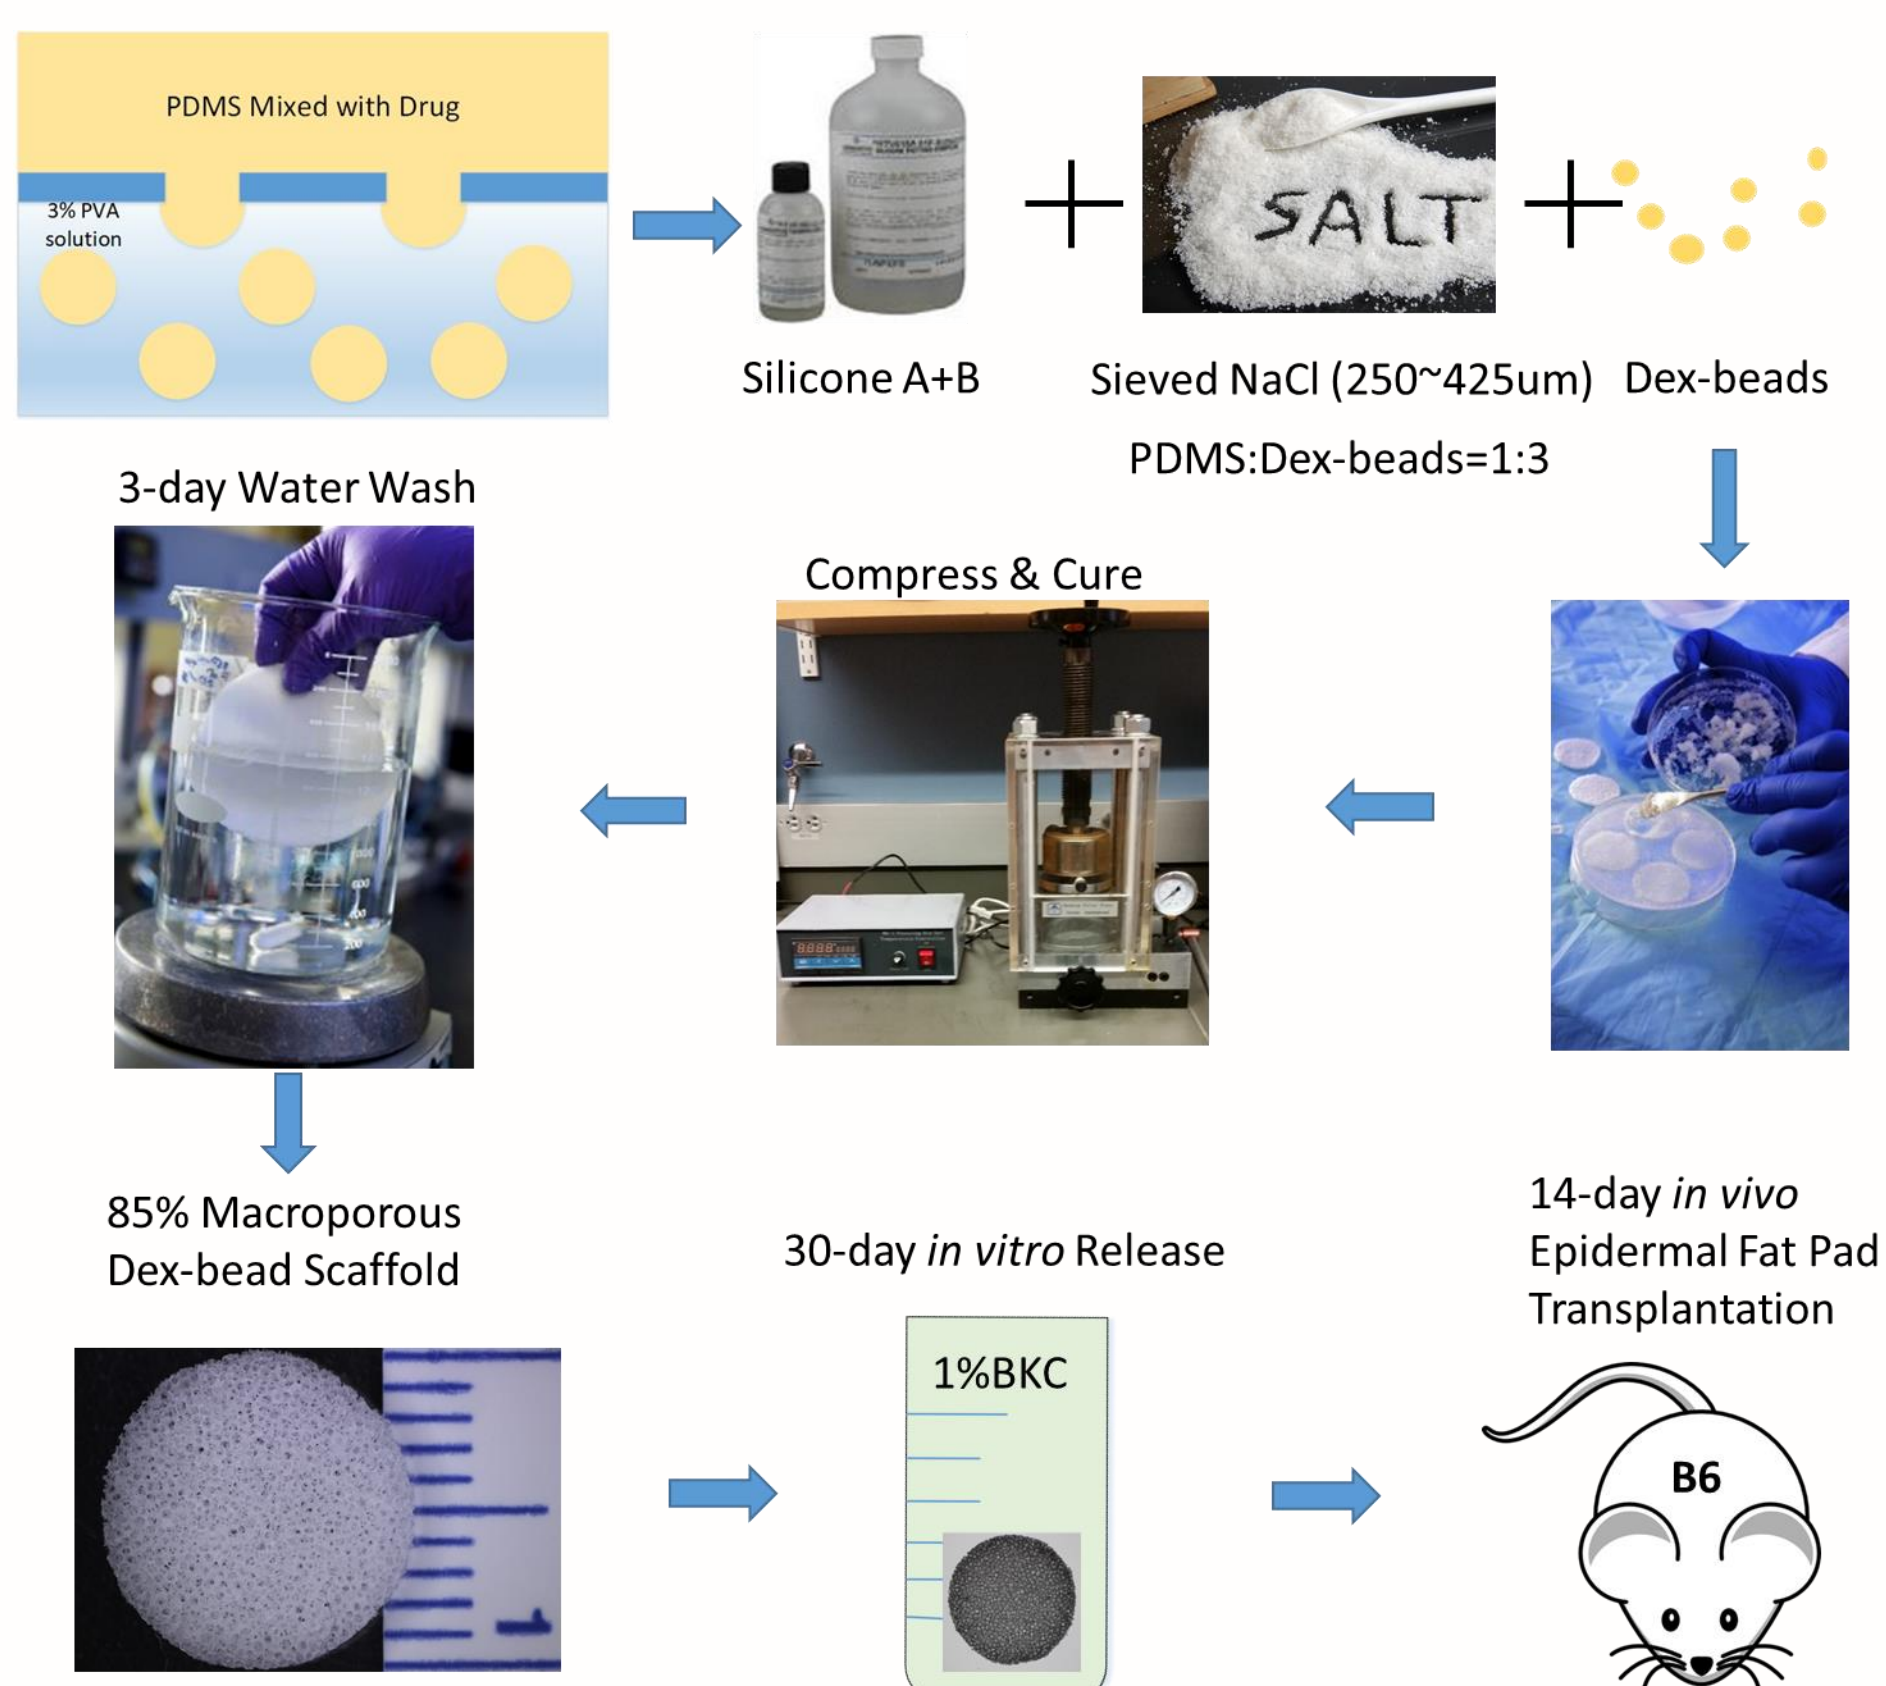 PDMS Mixed with Drug
3% PVA
solution
SALT
Silicone A+B
Sieved NaCl (250~425um)
Dex-beads
PDMS:Dex-beads=1:3
3-day Water Wash
Compress & Cure
85% Macroporous
Dex-bead Scaffold
30-day in vitro Release
1%BKC
14-day in vivo
Epidermal Fat Pad
Transplantation
B6